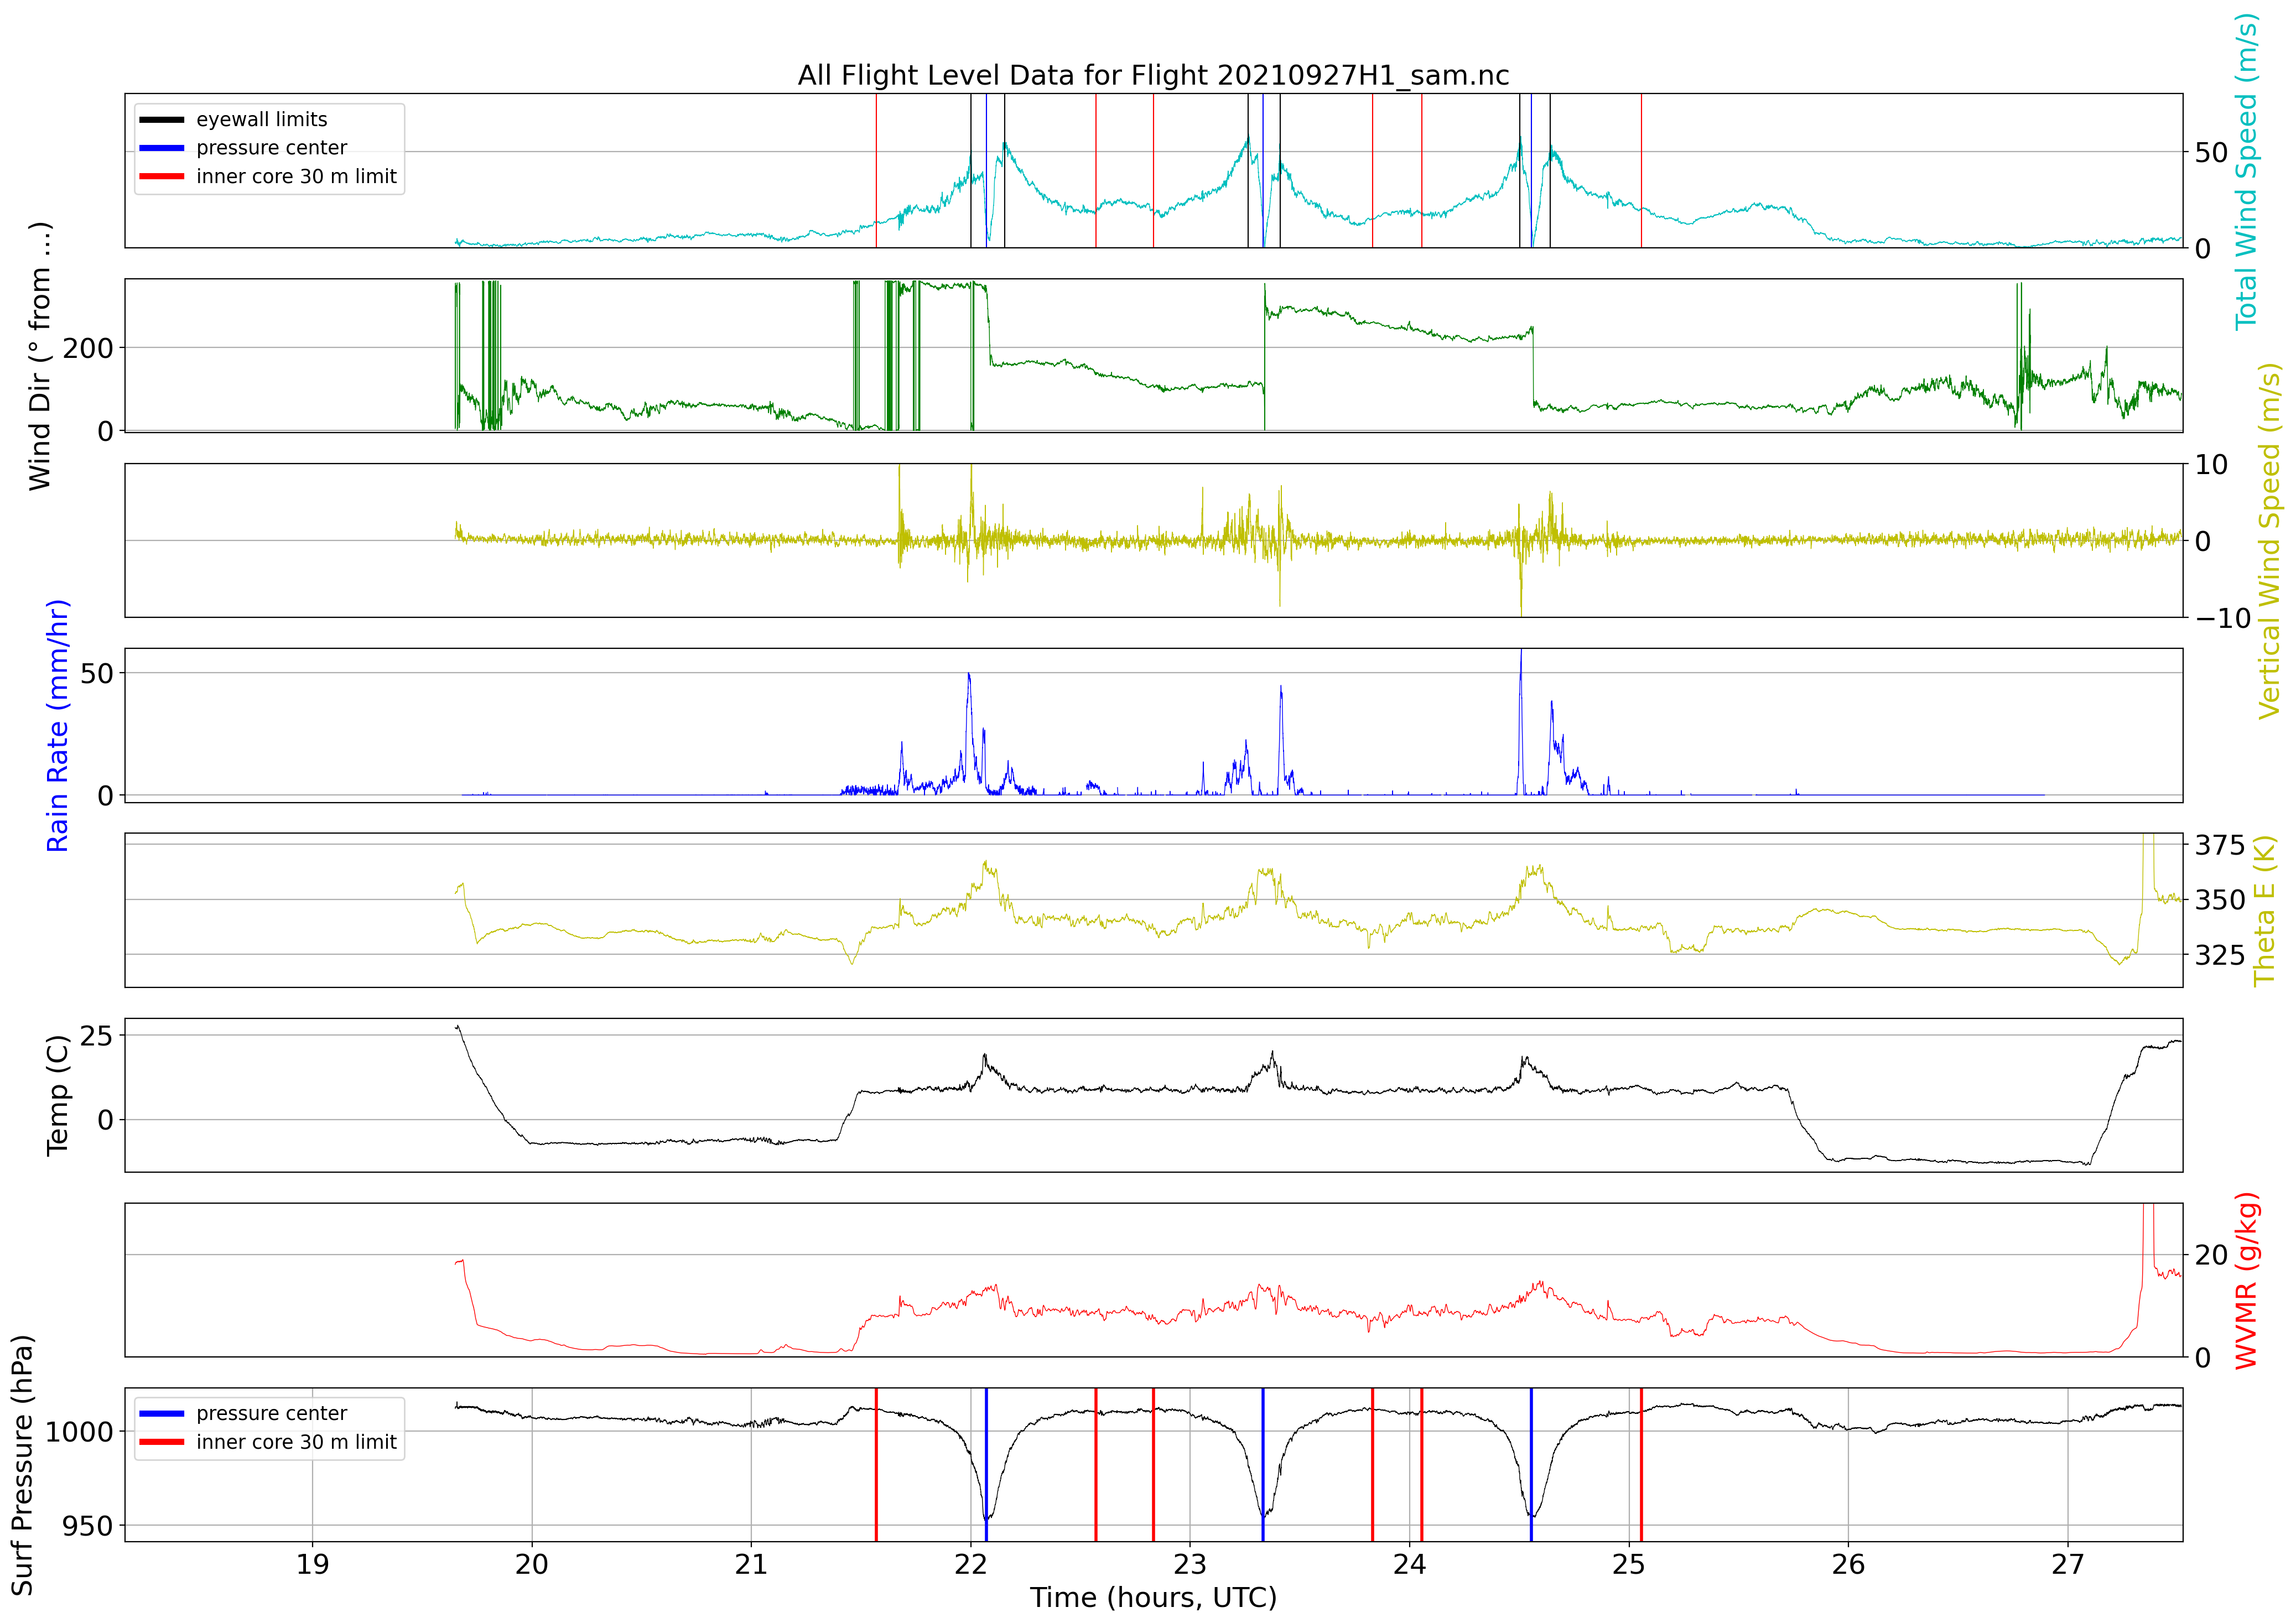 All Flight Level Data for Flight 20210927H1_sam.nc
eyewall limits
pressure center
inner core 30 m limit
50
0
Total Wind Speed (m/s)
Wind Dir (° from ...)
200
0
10
0
−10
Vertical Wind Speed (m/s)
Rain Rate (mm/hr)
50
0
375
350
325
Theta E (K)
Temp (C)
25
0
20
0
WVMR (g/kg)
Surf Pressure (hPa)
1000
950
pressure center
inner core 30 m limit
19 20 21 22 23 24 25 26 27
Time (hours, UTC)